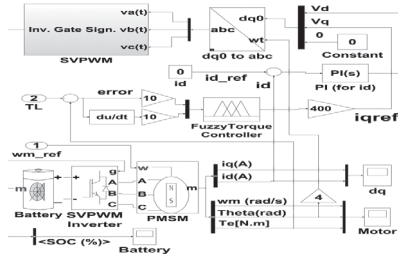 va(t)
Inv. Gate Sign. vb(t)
vc(t)
SVPWM
dq0
abc
wt
dq0 to abc
Vd
Vq
0
0
Constant
0
id
id_ref
id
PI(s)
PI (for id)
2
TL
error
10
du/dt
10
FuzzyTorque
Controller
400
iqref
1
wm_ref
m
+
+
-
-
Battery
SVPWM
Inverter
g
A
B
C
w
A
B
C
N
S
m
PMSM
iq(A)
id(A)
wm (rad/s)
Theta(rad)
Te[N.m]
4
dq
Motor
<SOC (%)>
Battery